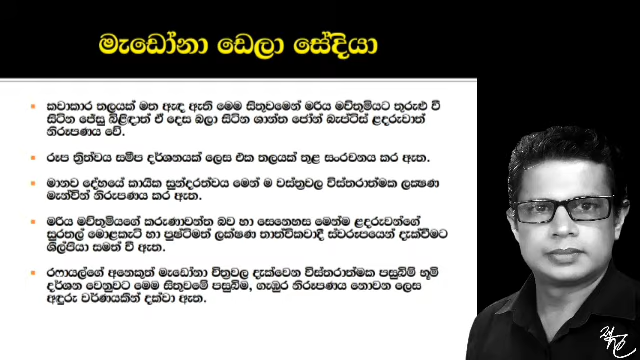 මැඩෝනා ඩෙලා සේදියා
කවාකාර තලයක් මත ඇඳ ඇති මෙම සිතුවමෙන් මරිය මව්තුමියට තුරුළු වී
සිටින ජේසු බිළිඳාත් ඒ දෙස බලා සිටින ශාන්ත ජෝන් බැප්ටිස් ළදරුවාත්
නිරූපණය වේ.
රූප ත්‍රිත්වය සමීප දර්ශනයක් ලෙස එක තලයක් තුළ සංරචනය කර ඇත.
මානව දේහයේ කායික සුන්දරත්වය මෙන් ම වස්තුවල විස්තරාත්මක ලක්ෂණ
මැනවින් නිරූපණය කර ඇත.
මරිය මව්තුමියගේ කරුණාවන්ත බව හා සෙනෙහස මෙන්ම ළදරුවන්ගේ
සුරතල් මොළකැටි හා පුෂ්ටිමත් ලක්ෂණ තාත්විකවාදී ස්වරූපයෙන් දැක්වීමට
ශිල්පියා සමත් වී ඇත.
රෆායල්ගේ අනෙකුත් මැඩෝනා චිත්‍රවල දැක්වෙන විස්තරාත්මක පසුබිම් භූමි
දර්ශන වෙනුවට මෙම සිතුවමේ පසුබිම, ගැඹුර නිරූපණය නොවන ලෙස
අඳුරු වර්ණයකින් දක්වා ඇත.